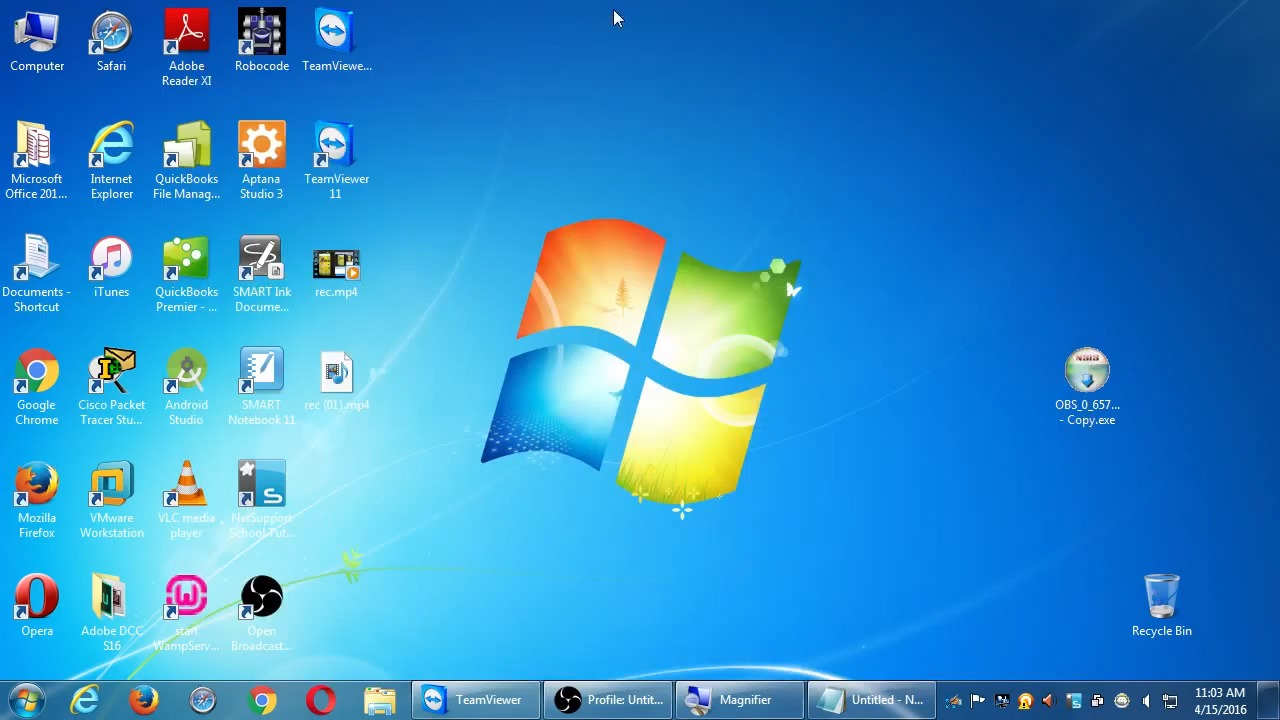 Computer
Safari
Adobe
Reader XI
Robocode
TeamViewe...
Microsoft
Office 201...
Internet
Explorer
QuickBooks
File Manag...
Aptana
Studio 3
TeamViewer
11
Documents -
Shortcut
iTunes
QuickBooks
Premier - ...
SMART Ink
Docume...
rec.mp4
Google
Chrome
Cisco Packet
Tracer Stu...
Android
Studio
SMART
Notebook 11
rec (01).mp4
NSIS
OBS_0_657...
- Copy.exe
Mozilla
Firefox
VMware
Workstation
VLC media
player
NetSupport
School Tut...
Opera
Adobe DCC
S16
start
WampServ...
Open
Broadcast...
Recycle Bin
TeamViewer
Profile: Untit...
Magnifier
Untitled - N...
11:03 AM
4/15/2016